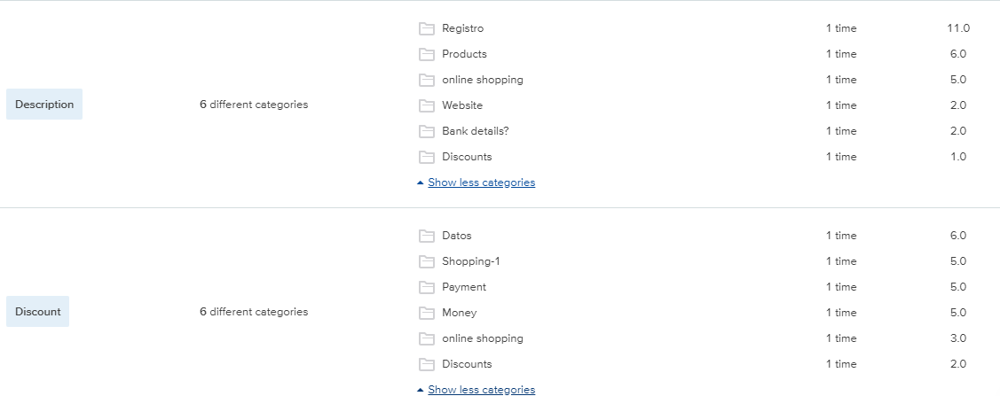 Registro 1 time 11.0
Products 1 time 6.0
online shopping 1 time 5.0
Description 6 different categories Website 1 time 2.0
Bank details? 1 time 2.0
Discounts 1 time 1.0
Show less categories
Datos 1 time 6.0
Shopping-1 1 time 5.0
Payment 1 time 5.0
Discount 6 different categories Money 1 time 5.0
online shopping 1 time 3.0
Discounts 1 time 2.0
Show less categories